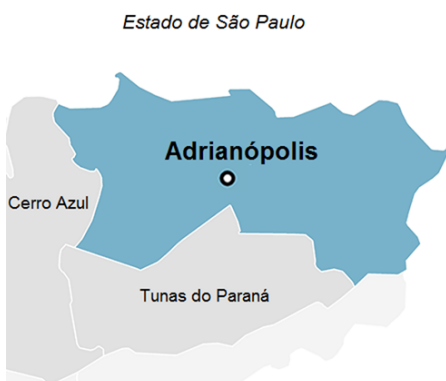 Estado de São Paulo
Adrianópolis
Cerro Azul
Tunas do Paraná